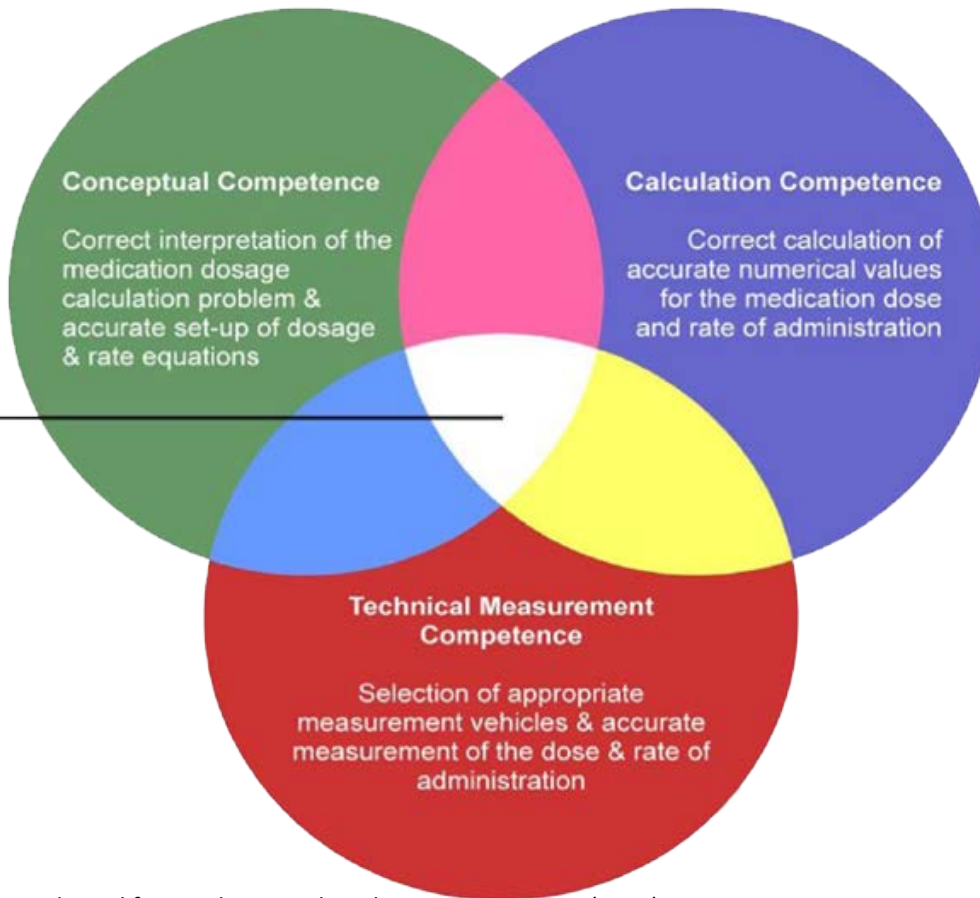 Conceptual Competence
Correct interpretation of the
medication dosage
calculation problem &
accurate set-up of dosage
& rate equations
Calculation Competence
Correct calculation of
accurate numerical values
for the medication dose
and rate of administration
Technical Measurement
Competence
Selection of appropriate
measurement vehicles & accurate
measurement of the dose & rate of
administration